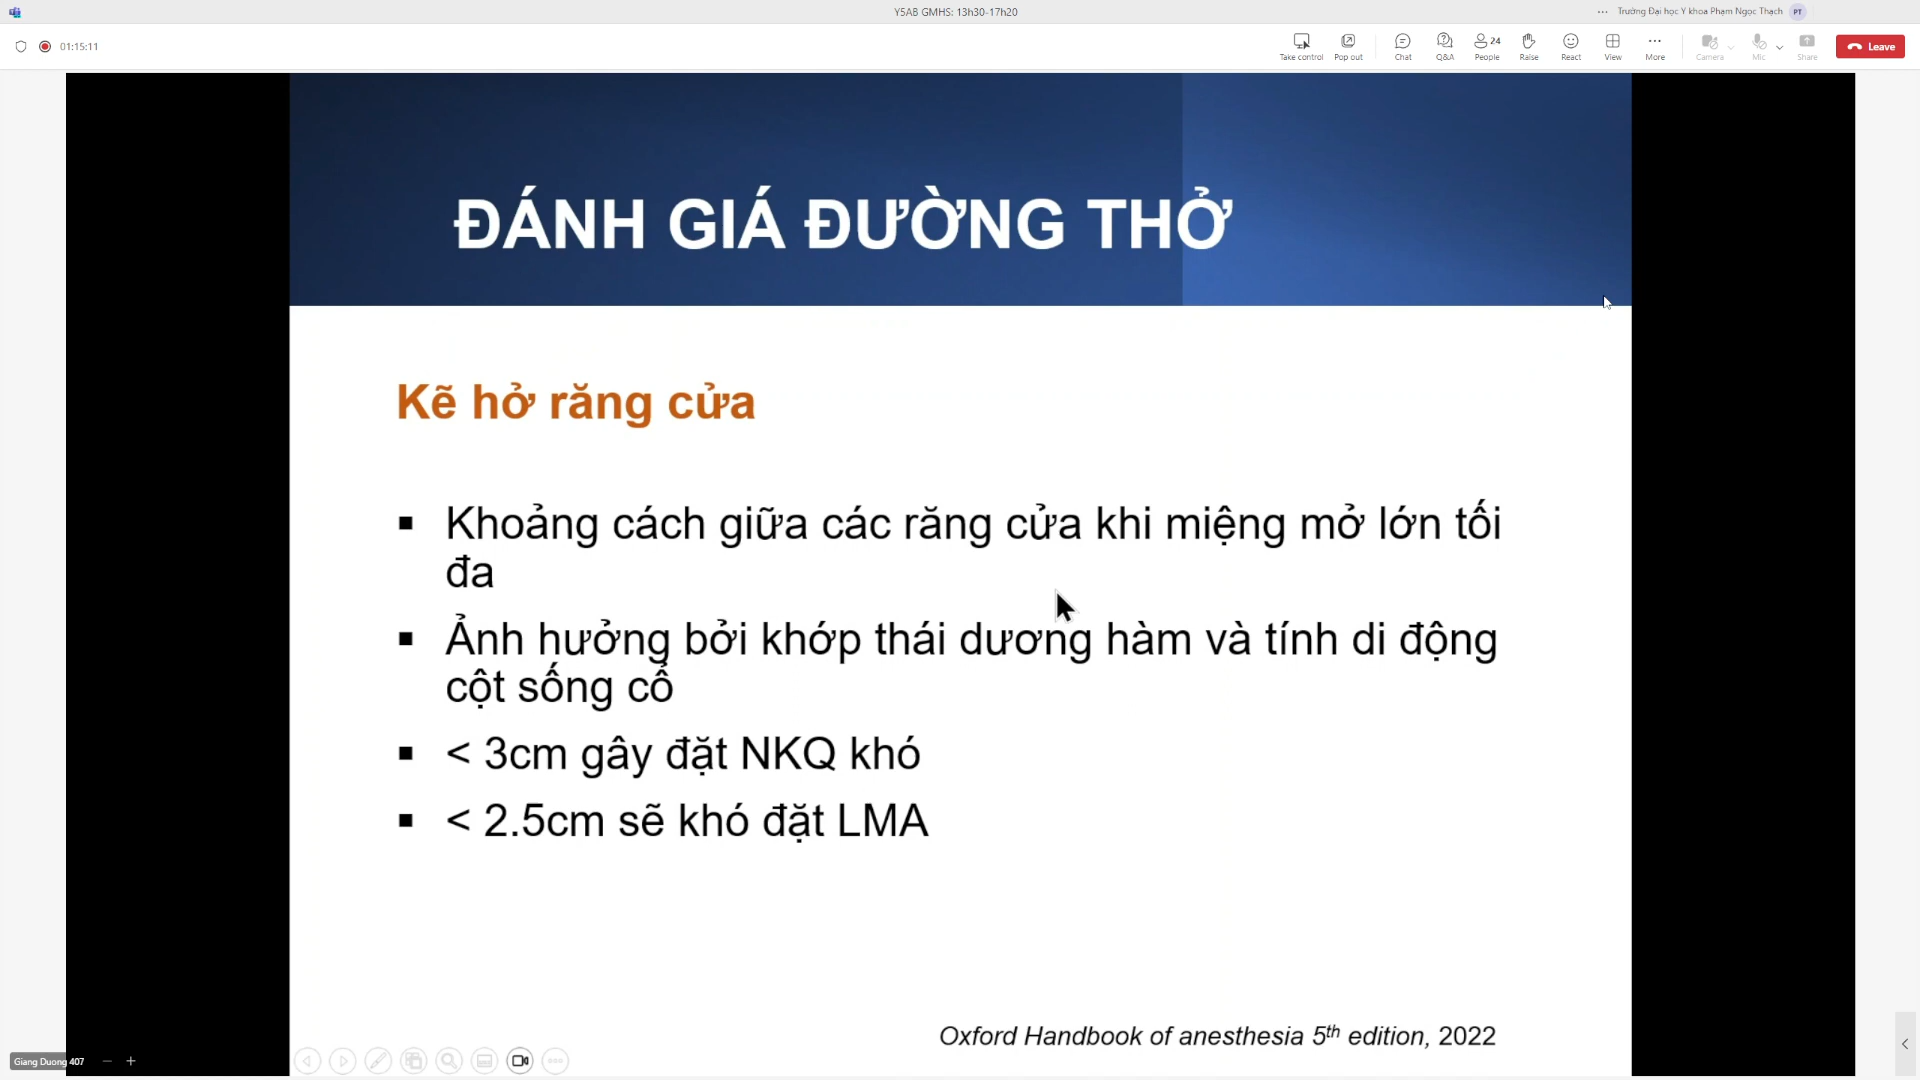 Y5AB GMHS: 13h30-17h20
Trường Đại học Y khoa Phạm Ngọc Thạch PT
01:15:11
Take control Pop out Chat Q&A People 24 Raise React View More Camera Mic Share Leave
ĐÁNH GIÁ ĐƯỜNG THỞ
Kẽ hở răng cửa
▪ Khoảng cách giữa các răng cửa khi miệng mở lớn tối
đa
▪ Ảnh hưởng bởi khớp thái dương hàm và tính di động
cột sống cổ
▪ < 3cm gây đặt NKQ khó
▪ < 2.5cm sẽ khó đặt LMA
Oxford Handbook of anesthesia 5th edition, 2022
Giang Duong 407